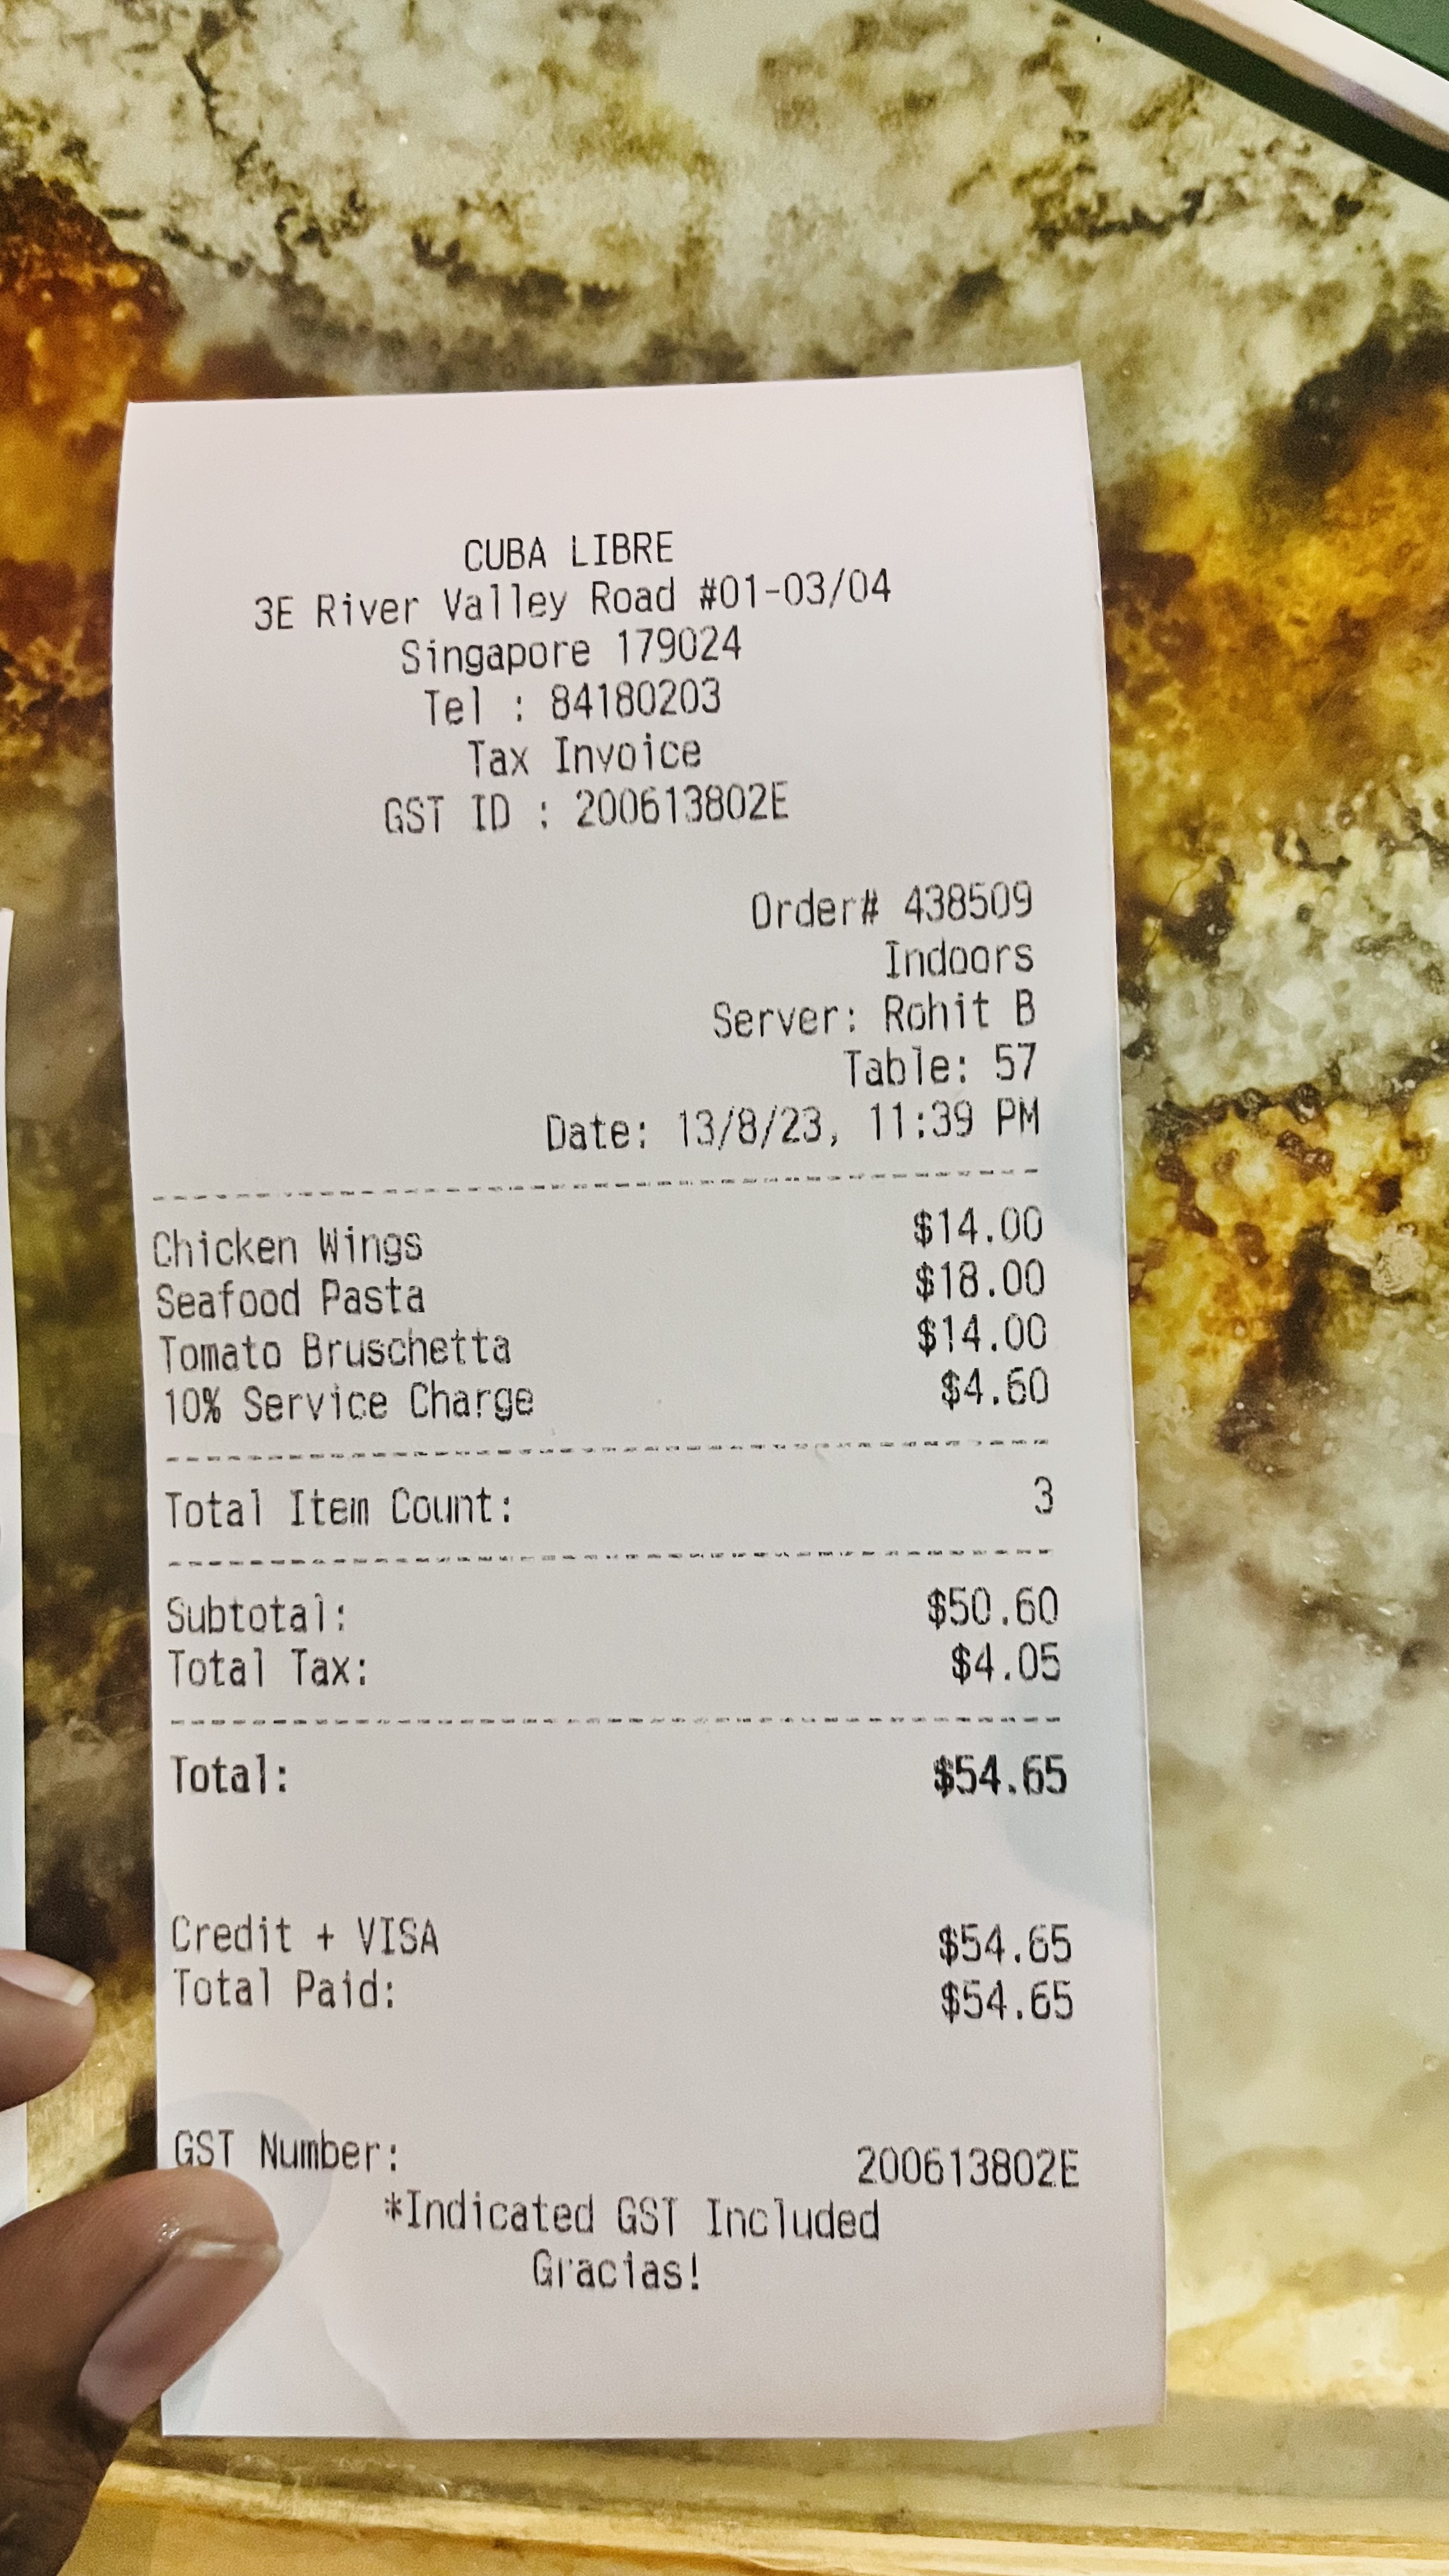 CUBA LIBRE
3E River Valley Road #01-03/04
Singapore 179024
Tel : 84180203
Tax Invoice
GST ID : 200613802E
Order# 438509
Indoors
Server: Rohit B
Table: 57
Date: 13/8/23, 11:39 PM
Chicken Wings $14.00
Seafood Pasta $18.00
Tomato Bruschetta $14.00
10% Service Charge $4.60
Total Item Count: 3
Subtotal: $50.60
Total Tax: $4.05
Total: $54.65
Credit + VISA $54.65
Total Paid: $54.65
GST Number: 200613802E
*Indicated GST Included
Gracias!